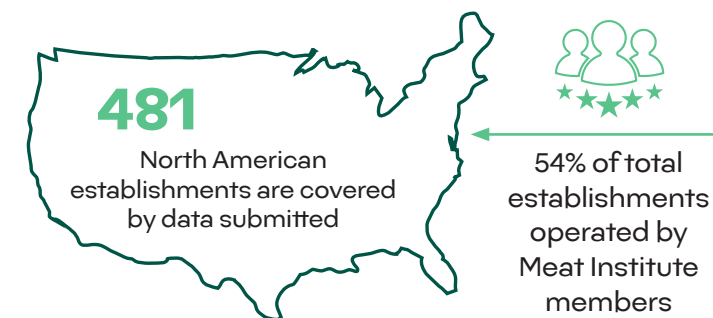 481
North American
establishments are covered
by data submitted
54% of total
establishments
operated by
Meat Institute
members